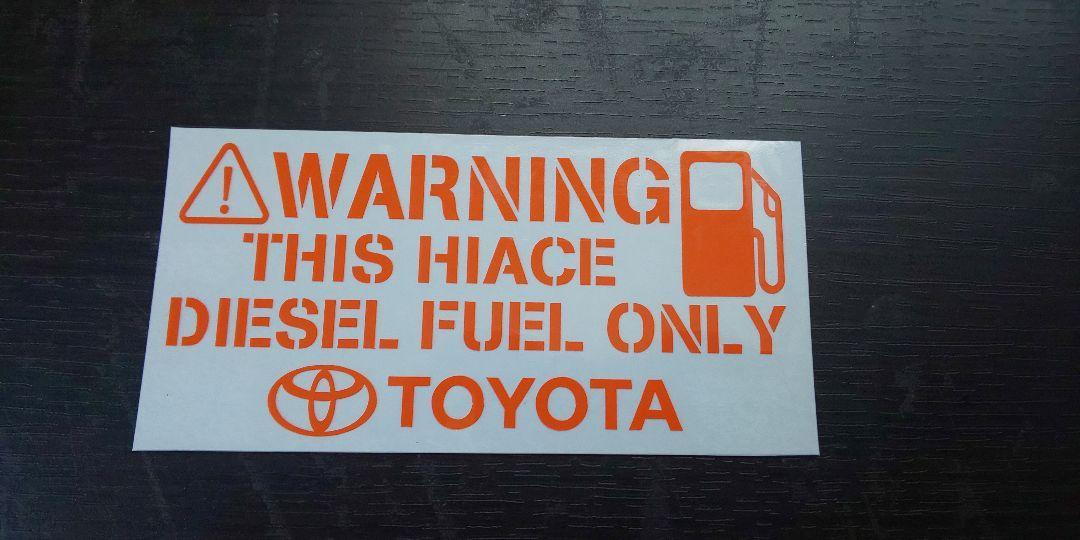 WARNING
THIS HIACE
DIESEL FUEL ONLY
TOYOTA